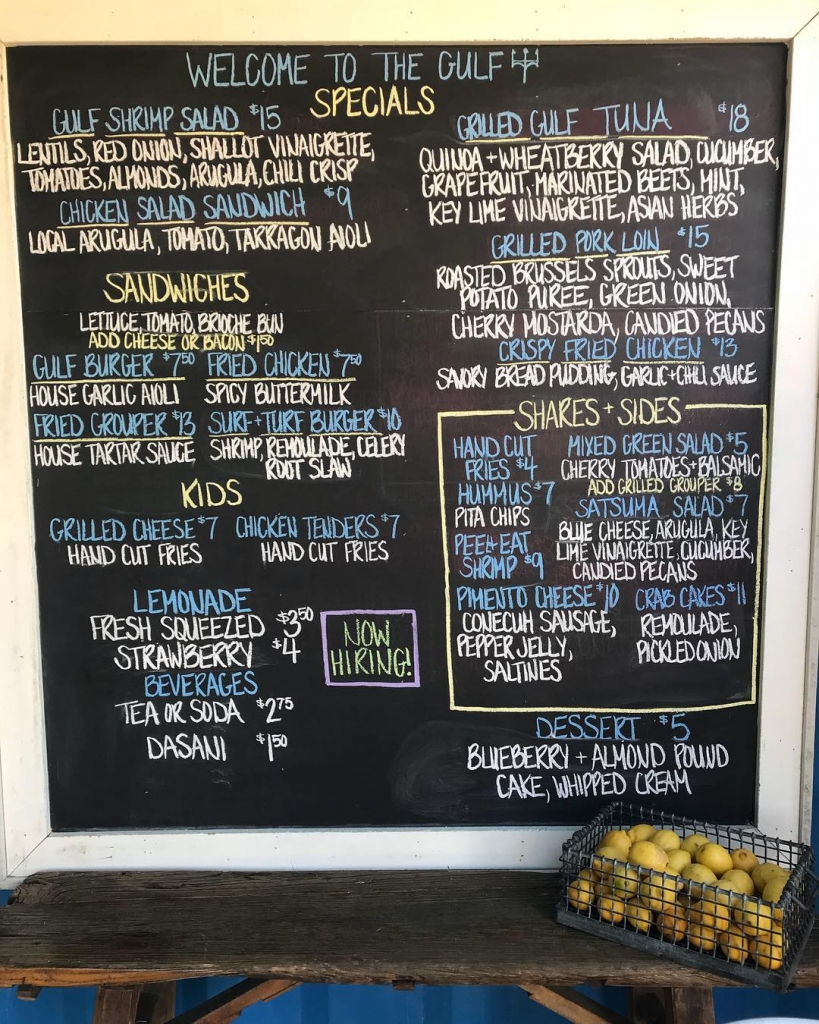 WELCOME TO THE GULF
SPECIALS
GULF SHRIMP SALAD $15
LENTILS, RED ONION, SHALLOT VINAIGRETTE,
TOMATOES, ALMONDS, ARUGULA, CHILI CRISP
CHICKEN SALAD SANDWICH $9
LOCAL ARUGULA, TOMATO, TARRAGON AIOLI
SANDWICHES
LETTUCE, TOMATO, BRIOCHE BUN
ADD CHEESE OR BACON $1.50
GULF BURGER $7.50
HOUSE GARLIC AIOLI
FRIED CHICKEN $7.50
SPICY BUTTERMILK
FRIED GROUPER $13
HOUSE TARTAR SAUCE
SURF+TURF BURGER $10
SHRIMP, REMOULADE, CELERY
ROOT SLAW
KIDS
GRILLED CHEESE $7
HAND CUT FRIES
CHICKEN TENDERS $7
HAND CUT FRIES
LEMONADE
FRESH SQUEEZED $3.50
STRAWBERRY $4
BEVERAGES
TEA OR SODA $2.75
DASANI $1.50
NOW
HIRING!
GRILLED GULF TUNA $18
QUINOA + WHEATBERRY SALAD, CUCUMBER,
GRAPEFRUIT, MARINATED BEETS, MINT,
KEY LIME VINAIGRETTE, ASIAN HERBS
GRILLED PORK LOIN $15
ROASTED BRUSSELS SPROUTS, SWEET
POTATO PUREE, GREEN ONION,
CHERRY MOSTARDA, CANDIED PECANS
CRISPY FRIED CHICKEN $13
SAVORY BREAD PUDDING, GARLIC+CHILI SAUCE
SHARES + SIDES
HAND CUT
FRIES $4
HUMMUS $7
PITA CHIPS
PEEL+EAT
SHRIMP $9
MIXED GREEN SALAD $5
CHERRY TOMATOES+BALSAMIC
ADD GRILLED GROUPER $8
SATSUMA SALAD $7
BLUE CHEESE, ARUGULA, KEY
LIME VINAIGRETTE, CUCUMBER,
CANDIED PECANS
PIMENTO CHEESE $10
CONECUH SAUSAGE,
PEPPER JELLY,
SALTINES
CRAB CAKES $11
REMOULADE,
PICKLED ONION
DESSERT $5
BLUEBERRY + ALMOND POUND
CAKE, WHIPPED CREAM